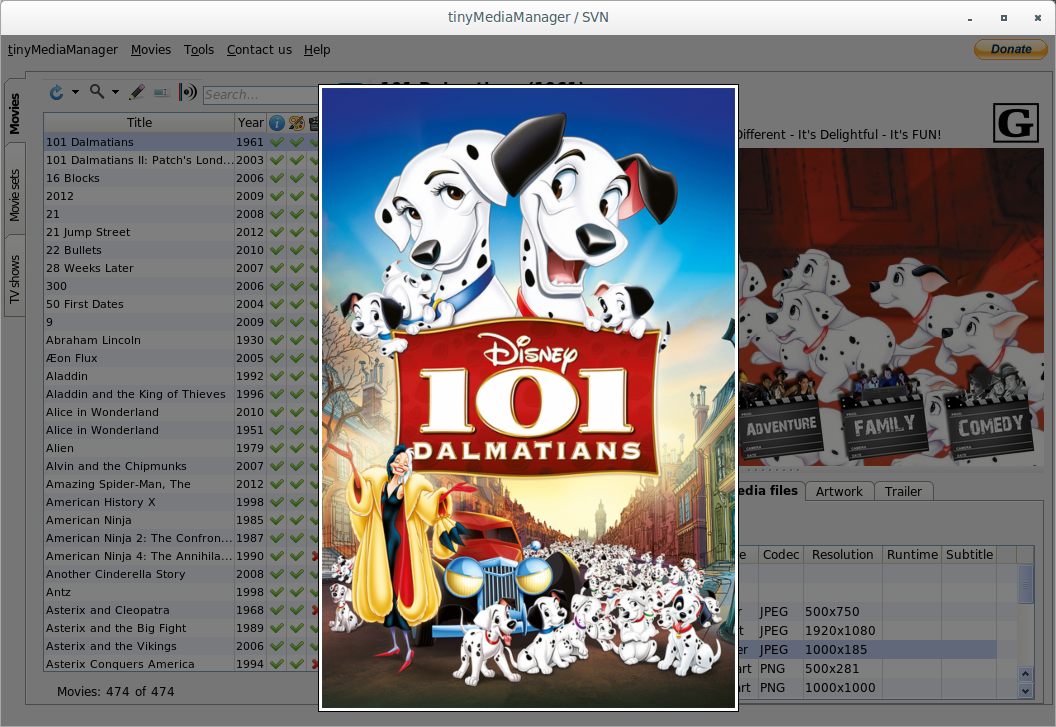 tinyMediaManager / SVN
tinyMediaManager Movies Tools Contact us Help
Donate
Movies
Movie sets
TV shows
Search...
Different - It's Delightful - It's FUN!
G
Title Year
101 Dalmatians 1961
101 Dalmatians II: Patch's Lond... 2003
16 Blocks 2006
2012 2009
21 2008
21 Jump Street 2012
22 Bullets 2010
28 Weeks Later 2007
300 2006
50 First Dates 2004
9 2009
Abraham Lincoln 1930
Æon Flux 2005
Aladdin 1992
Aladdin and the King of Thieves 1996
Alice in Wonderland 2010
Alice in Wonderland 1951
Alien 1979
Alvin and the Chipmunks 2007
Amazing Spider-Man, The 2012
American History X 1998
American Ninja 1985
American Ninja 2: The Confron... 1987
American Ninja 4: The Annihila... 1990
Another Cinderella Story 2008
Antz 1998
Asterix and Cleopatra 1968
Asterix and the Big Fight 1989
Asterix and the Vikings 2006
Asterix Conquers America 1994
Movies: 474 of 474
Disney
101
DALMATIANS
ADVENTURE
FAMILY
COMEDY
edia files Artwork Trailer
e Codec Resolution Runtime Subtitle
r JPEG 500x750
t JPEG 1920x1080
er JPEG 1000x185
art PNG 500x281
art PNG 1000x1000